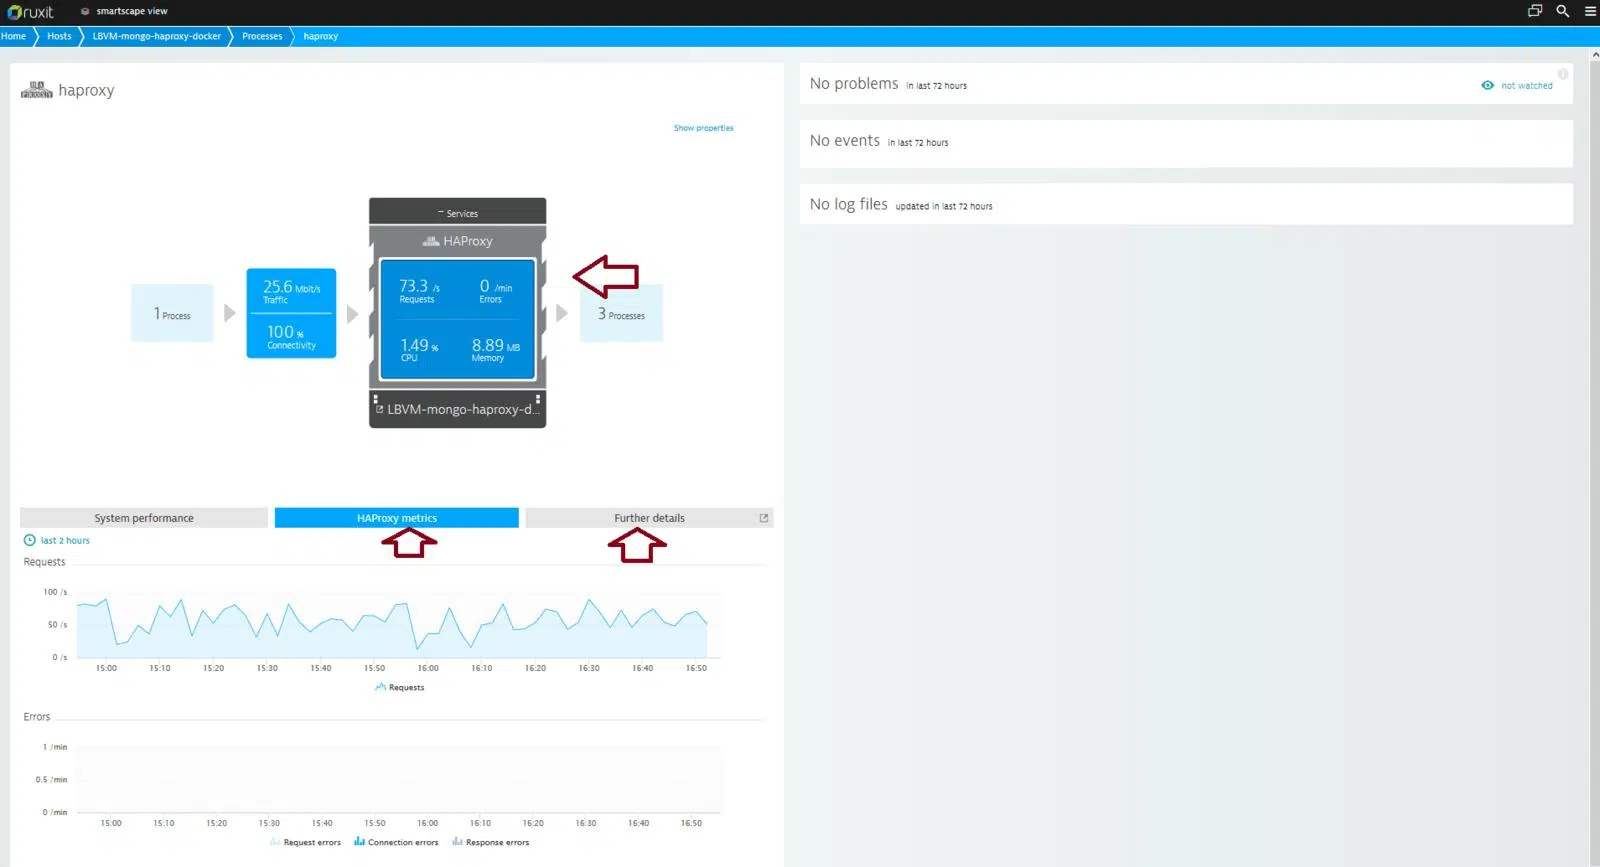 ruxit
smartscape view
Home
Hosts
LBVM-mongo-haproxy-docker
Processes
haproxy
haproxy
Show properties
Services
HAProxy
1 Process
25.6 Mbit/s
Traffic
100 %
Connectivity
73.3 /s
Requests
0 /min
Errors
1.49 %
CPU
8.89 MB
Memory
3 Processes
LBVM-mongo-haproxy-d...
System performance
HAProxy metrics
Further details
last 2 hours
Requests
100 /s
50 /s
0 /s
15:00 15:10 15:20 15:30 15:40 15:50 16:00 16:10 16:20 16:30 16:40 16:50
Requests
Errors
1 /min
0.5 /min
0 /min
15:00 15:10 15:20 15:30 15:40 15:50 16:00 16:10 16:20 16:30 16:40 16:50
Request errors Connection errors Response errors
No problems in last 72 hours
not watched
No events in last 72 hours
No log files updated in last 72 hours